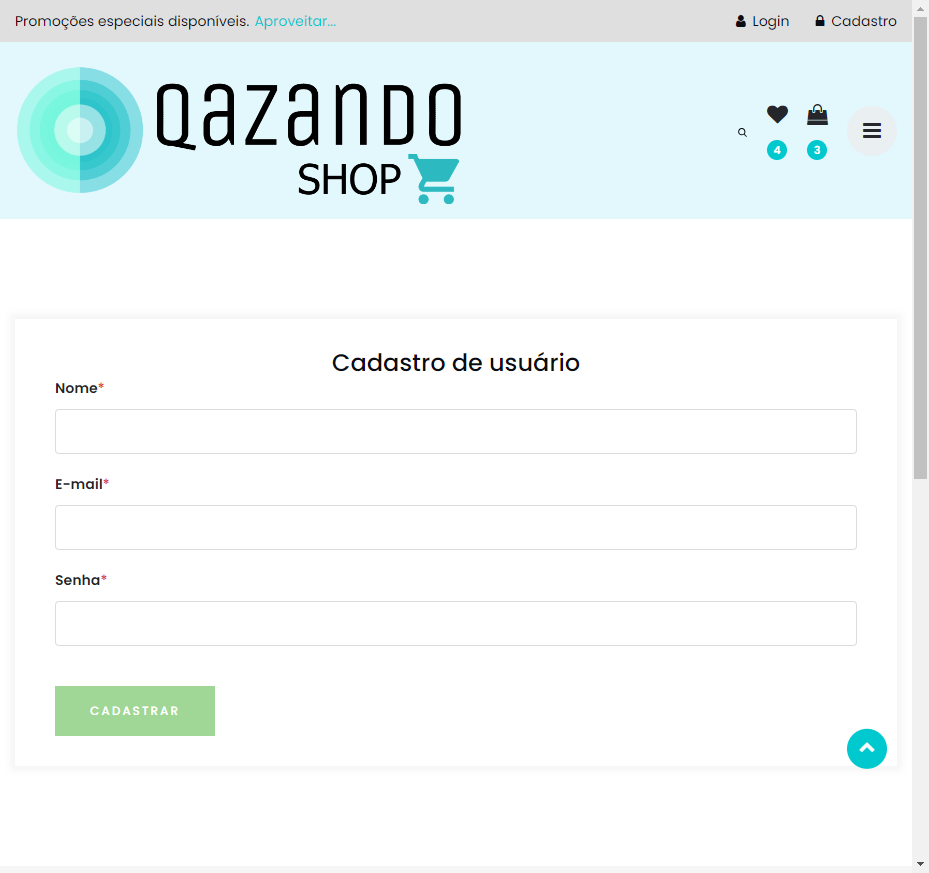 Promoções especiais disponíveis. Aproveitar... Login Cadastro
QAZANDO
SHOP
4 3
Cadastro de usuário
Nome*
E-mail*
Senha*
CADASTRAR